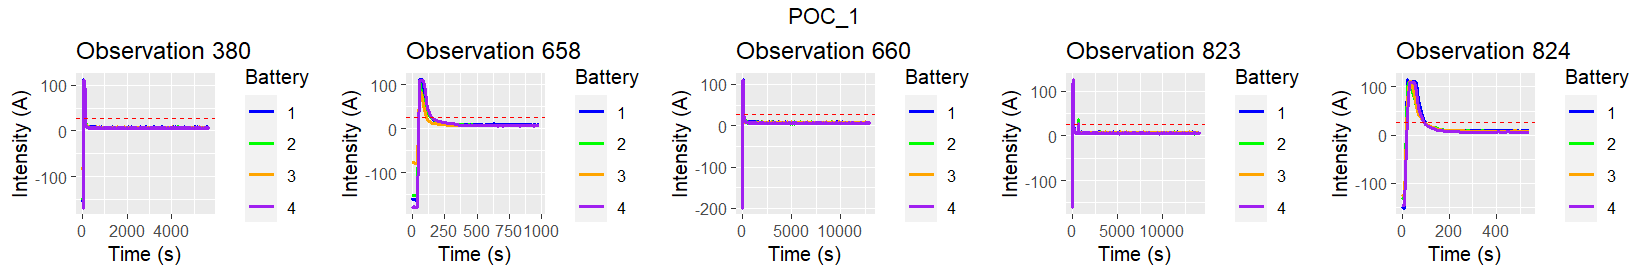 POC_1
Observation 380
Intensity (A)
100
0
-100
0
2000
4000
Time (s)
Battery
1
2
3
4
Observation 658
Intensity (A)
100
0
-100
0
250
500
750
1000
Time (s)
Battery
1
2
3
4
Observation 660
Intensity (A)
100
0
-100
-200
0
5000
10000
Time (s)
Battery
1
2
3
4
Observation 823
Intensity (A)
100
0
-100
0
5000
10000
Time (s)
Battery
1
2
3
4
Observation 824
Intensity (A)
100
0
-100
0
200
400
Time (s)
Battery
1
2
3
4